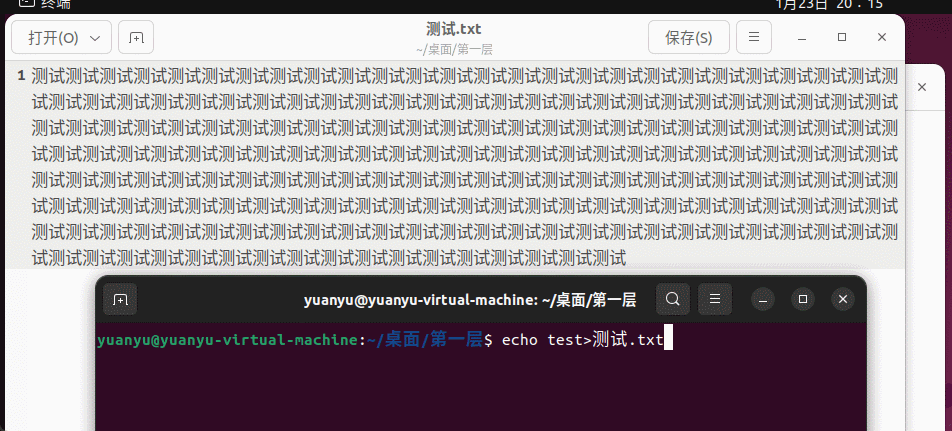 终端
1月23日 20：15
打开(O)
测试.txt
~/桌面/第一层
保存(S)
1 测试测试测试测试测试测试测试测试测试测试测试测试测试测试测试测试测试测试测试测试测试测试测试测试测试测
试测试测试测试测试测试测试测试测试测试测试测试测试测试测试测试测试测试测试测试测试测试测试测试测试测试
测试测试测试测试测试测试测试测试测试测试测试测试测试测试测试测试测试测试测试测试测试测试测试测试测试测
试测试测试测试测试测试测试测试测试测试测试测试测试测试测试测试测试测试测试测试测试测试测试测试测试测试
测试测试测试测试测试测试测试测试测试测试测试测试测试测试测试测试测试测试测试测试测试测试测试测试测试测
试测试测试测试测试测试测试测试测试测试测试测试测试测试测试测试测试测试测试测试测试测试测试测试测试测试
测试测试测试测试测试测试测试测试测试测试测试测试测试测试测试测试测试测试测试测试测试测试测试测试测试测
试测试测试测试测试测试测试测试测试测试测试测试测试测试测试测试测试测试
yuanyu@yuanyu-virtual-machine: ~/桌面/第一层
yuanyu@yuanyu-virtual-machine:~/桌面/第一层$ echo test>测试.txt